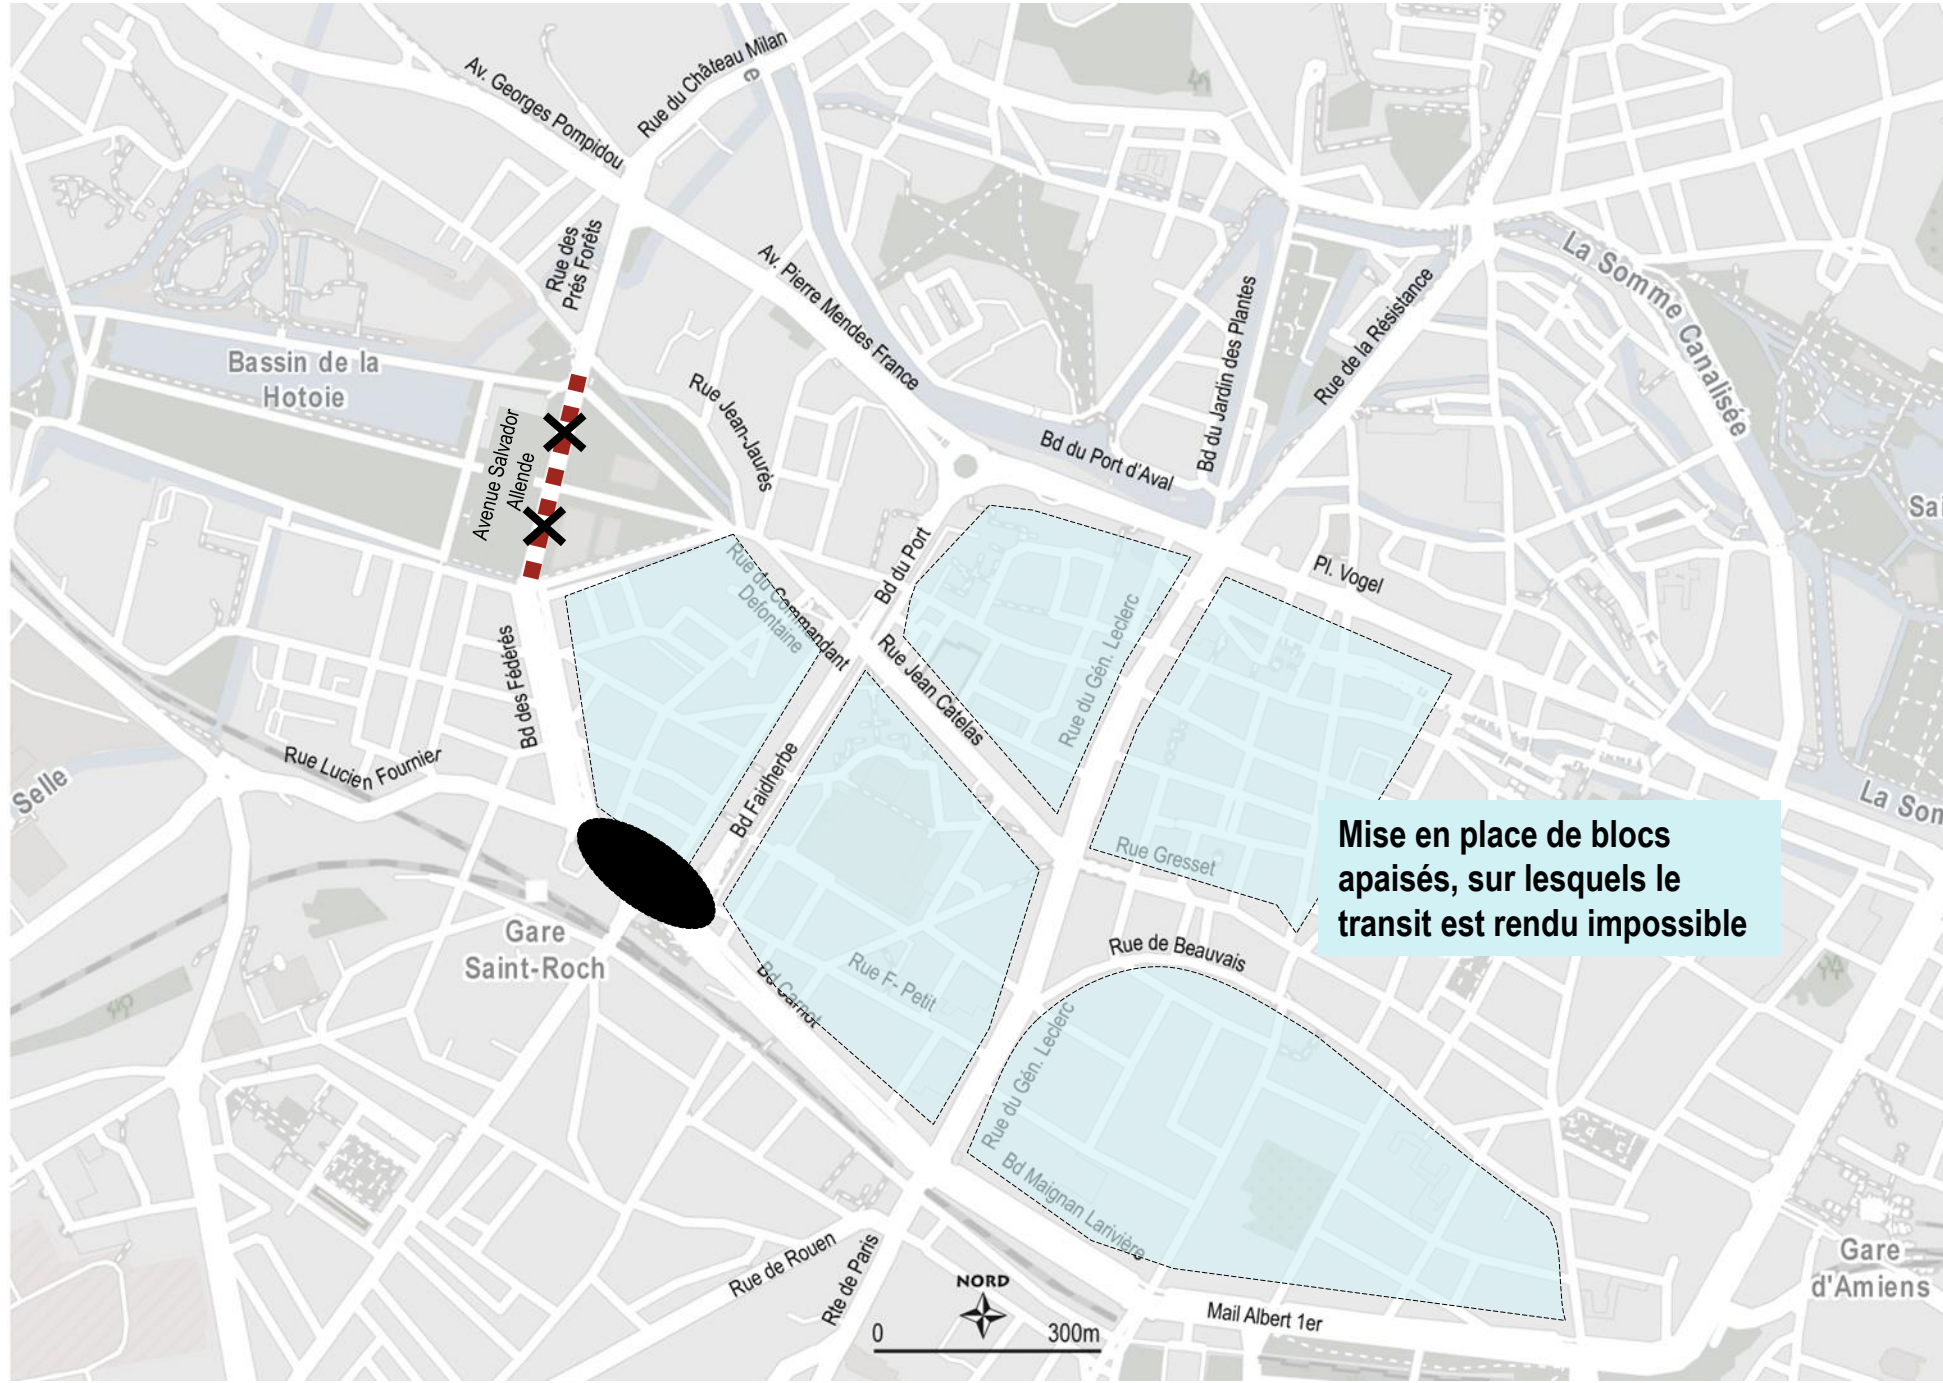 Av. Georges Pompidou
Rue du Château Milan
e
Rue des
Prés Forêts
La Somme Canalisée
Av. Pierre Mendes France
Bd du Jardin des Plantes
Rue de la Résistance
Bassin de la
Hotoie
Rue Jean-Jaurés
Avenue Salvador
Allende
Bd du Port d'Aval
Sai
Bd du Port
Pl. Vogel
Rue du Commandant
Defontaine
Rue du Gén. Leclerc
Bd des Fédérés
Rue Jean Catelas
Rue Lucien Fournier
Selle
Bd Faidherbe
La Som
Mise en place de blocs
apaisés, sur lesquels le
transit est rendu impossible
Rue Gresset
Gare
Saint-Roch
Rue de Beauvais
Bd Carnot
Rue F- Petit
Rue du Gén. Leclerc
Bd Maignan Larivière
Rue de Rouen
Rte de Paris
Gare
d'Amiens
NORD
0 300m
Mail Albert 1er